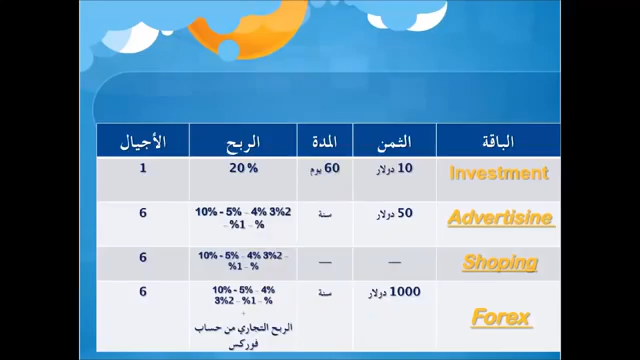 الباقة الثمن المدة الربح الأجيال
Investment 10 دولار 60 يوم 20% 1
Advertisine 50 دولار سنة 10% - 5% – 4% 3%2 6
% – 1% –
Shoping — — 10% - 5% – 4% 3%2 – 6
% – 1%
Forex 1000 دولار سنة 10% - 5% – 4% 6
% – 1% – 3%2
الربح التجاري من حساب
فوركس